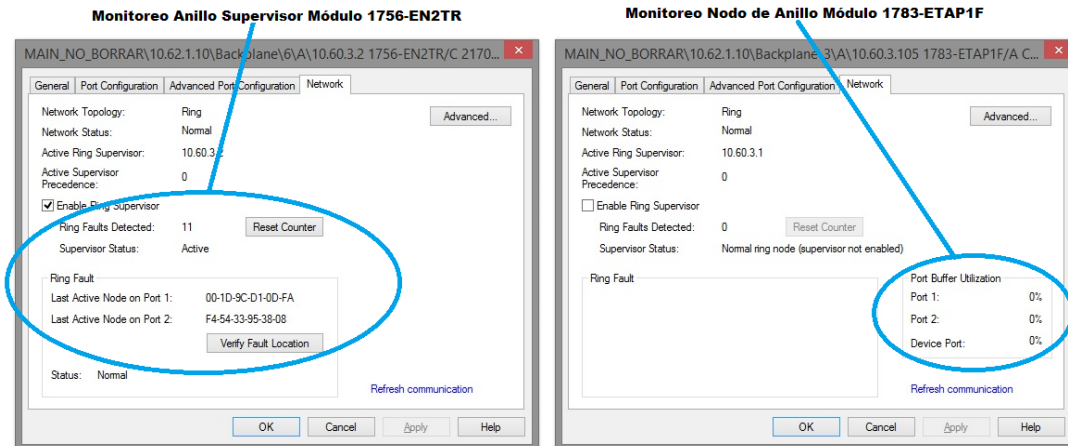 Monitoreo Anillo Supervisor Módulo 1756-EN2TR
MAIN_NO_BORRAR\10.62.1.10\Backplane\6\A\10.60.3.2 1756-EN2TR/C 2170...
General Port Configuration Advanced Port Configuration Network
Network Topology: Ring
Advanced...
Network Status: Normal
Active Ring Supervisor: 10.60.3.2
Active Supervisor
Precedence: 0
Enable Ring Supervisor
Ring Faults Detected: 11 Reset Counter
Supervisor Status: Active
Ring Fault
Last Active Node on Port 1: 00-1D-9C-D1-0D-FA
Last Active Node on Port 2: F4-54-33-95-38-08
Verify Fault Location
Status: Normal
Refresh communication
OK Cancel Apply Help
Monitoreo Nodo de Anillo Módulo 1783-ETAP1F
MAIN_NO_BORRAR\10.62.1.10\Backplane\3\A\10.60.3.105 1783-ETAP1F/A C...
General Port Configuration Advanced Port Configuration Network
Network Topology: Ring
Advanced...
Network Status: Normal
Active Ring Supervisor: 10.60.3.1
Active Supervisor
Precedence: 0
Enable Ring Supervisor
Ring Faults Detected: 0 Reset Counter
Supervisor Status: Normal ring node (supervisor not enabled)
Ring Fault
Port Buffer Utilization
Port 1: 0%
Port 2: 0%
Device Port: 0%
Refresh communication
OK Cancel Apply Help